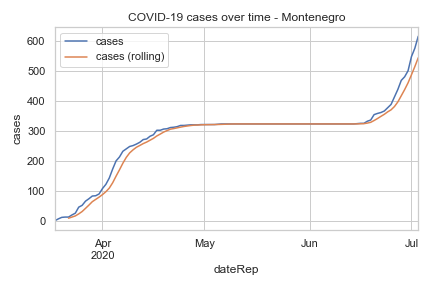 COVID-19 cases over time - Montenegro
cases
cases (rolling)
600
500
400
300
200
100
0
cases
Apr
2020
May
Jun
Jul
dateRep